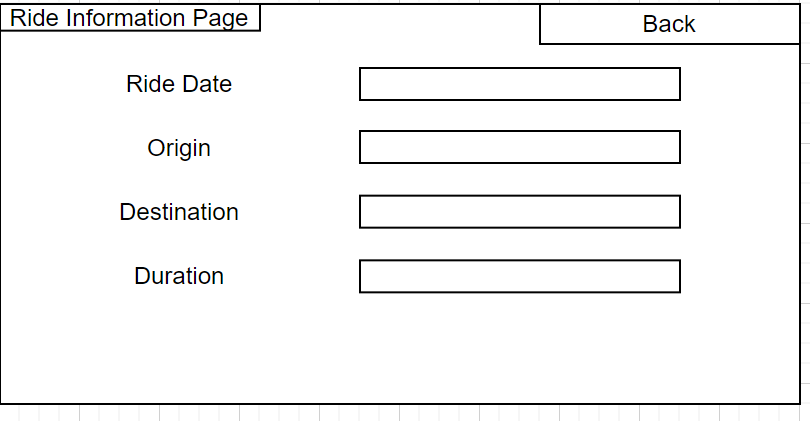 Ride Information Page
Back
Ride Date
Origin
Destination
Duration